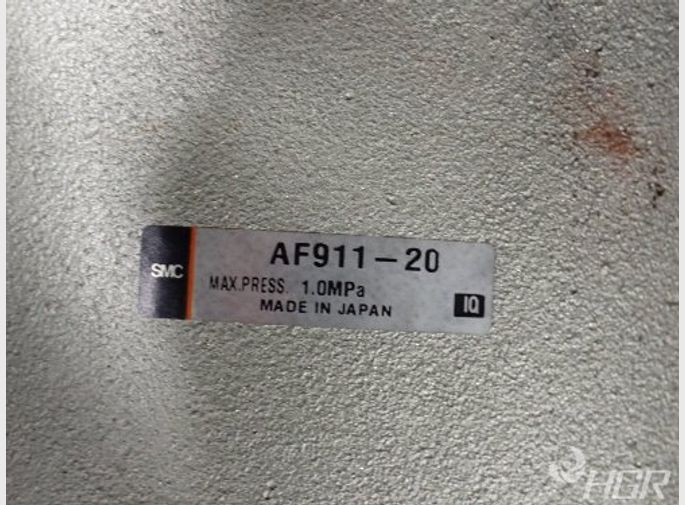 SMC
AF911-20
MAX.PRESS. 1.0MPa
MADE IN JAPAN
IQ
HGR